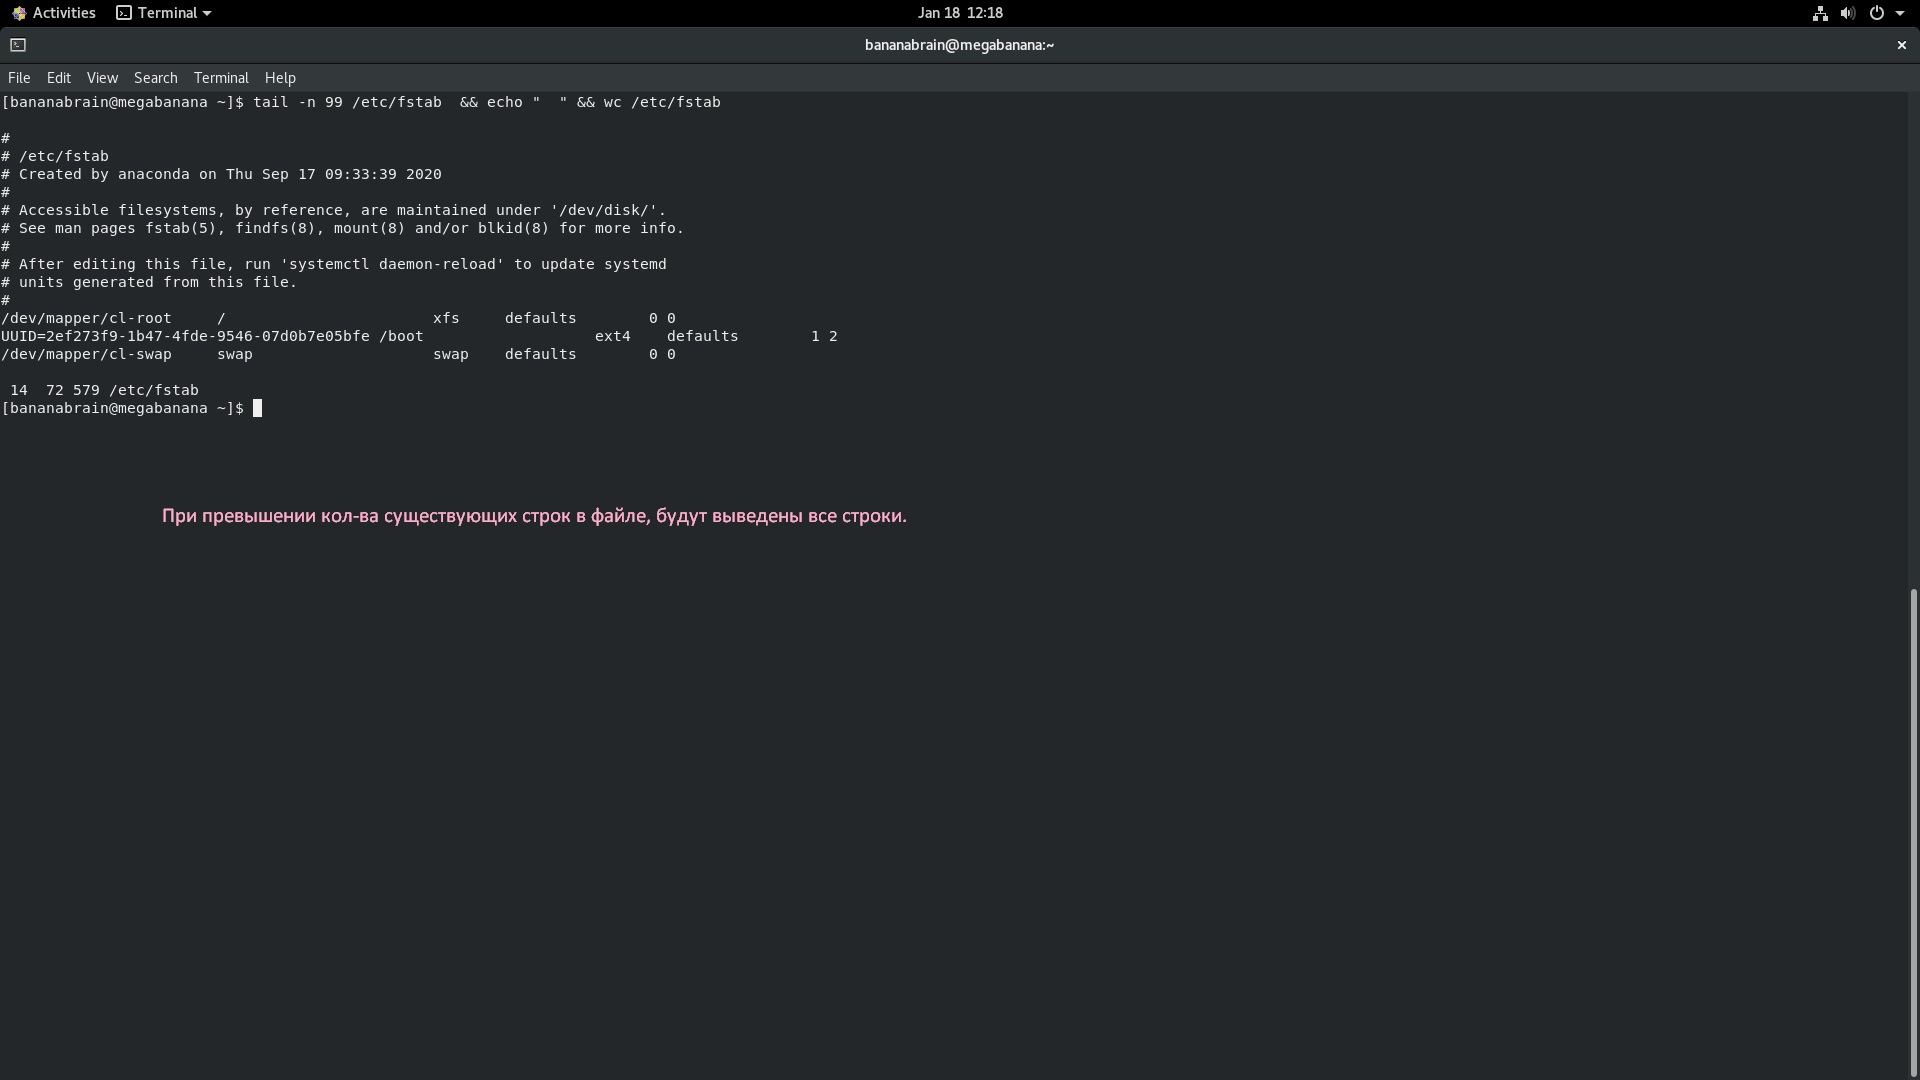 Activities Terminal Jan 18 12:18
bananabrain@megabanana:~
File Edit View Search Terminal Help
[bananabrain@megabanana ~]$ tail -n 99 /etc/fstab  && echo "  " && wc /etc/fstab
#
# /etc/fstab
# Created by anaconda on Thu Sep 17 09:33:39 2020
#
# Accessible filesystems, by reference, are maintained under '/dev/disk/'.
# See man pages fstab(5), findfs(8), mount(8) and/or blkid(8) for more info.
#
# After editing this file, run 'systemctl daemon-reload' to update systemd
# units generated from this file.
#
/dev/mapper/cl-root     /                       xfs     defaults        0 0
UUID=2ef273f9-1b47-4fde-9546-07d0b7e05bfe /boot                   ext4    defaults        1 2
/dev/mapper/cl-swap     swap                    swap    defaults        0 0
 14  72 579 /etc/fstab
[bananabrain@megabanana ~]$
При превышении кол-ва существующих строк в файле, будут выведены все строки.